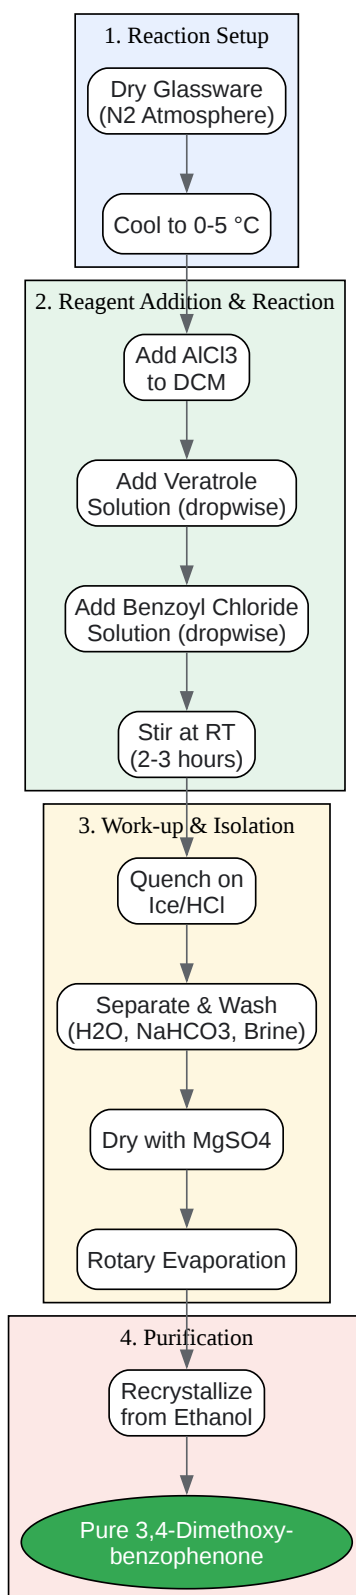 1. Reaction Setup
Dry Glassware
(N2 Atmosphere)
Cool to 0-5 °C
2. Reagent Addition & Reaction
Add AlCl3
to DCM
Add Veratrole
Solution (dropwise)
Add Benzoyl Chloride
Solution (dropwise)
Stir at RT
(2-3 hours)
3. Work-up & Isolation
Quench on
Ice/HCl
Separate & Wash
(H2O, NaHCO3, Brine)
Dry with MgSO4
Rotary Evaporation
4. Purification
Recrystallize
from Ethanol
Pure 3,4-Dimethoxy-
benzophenone